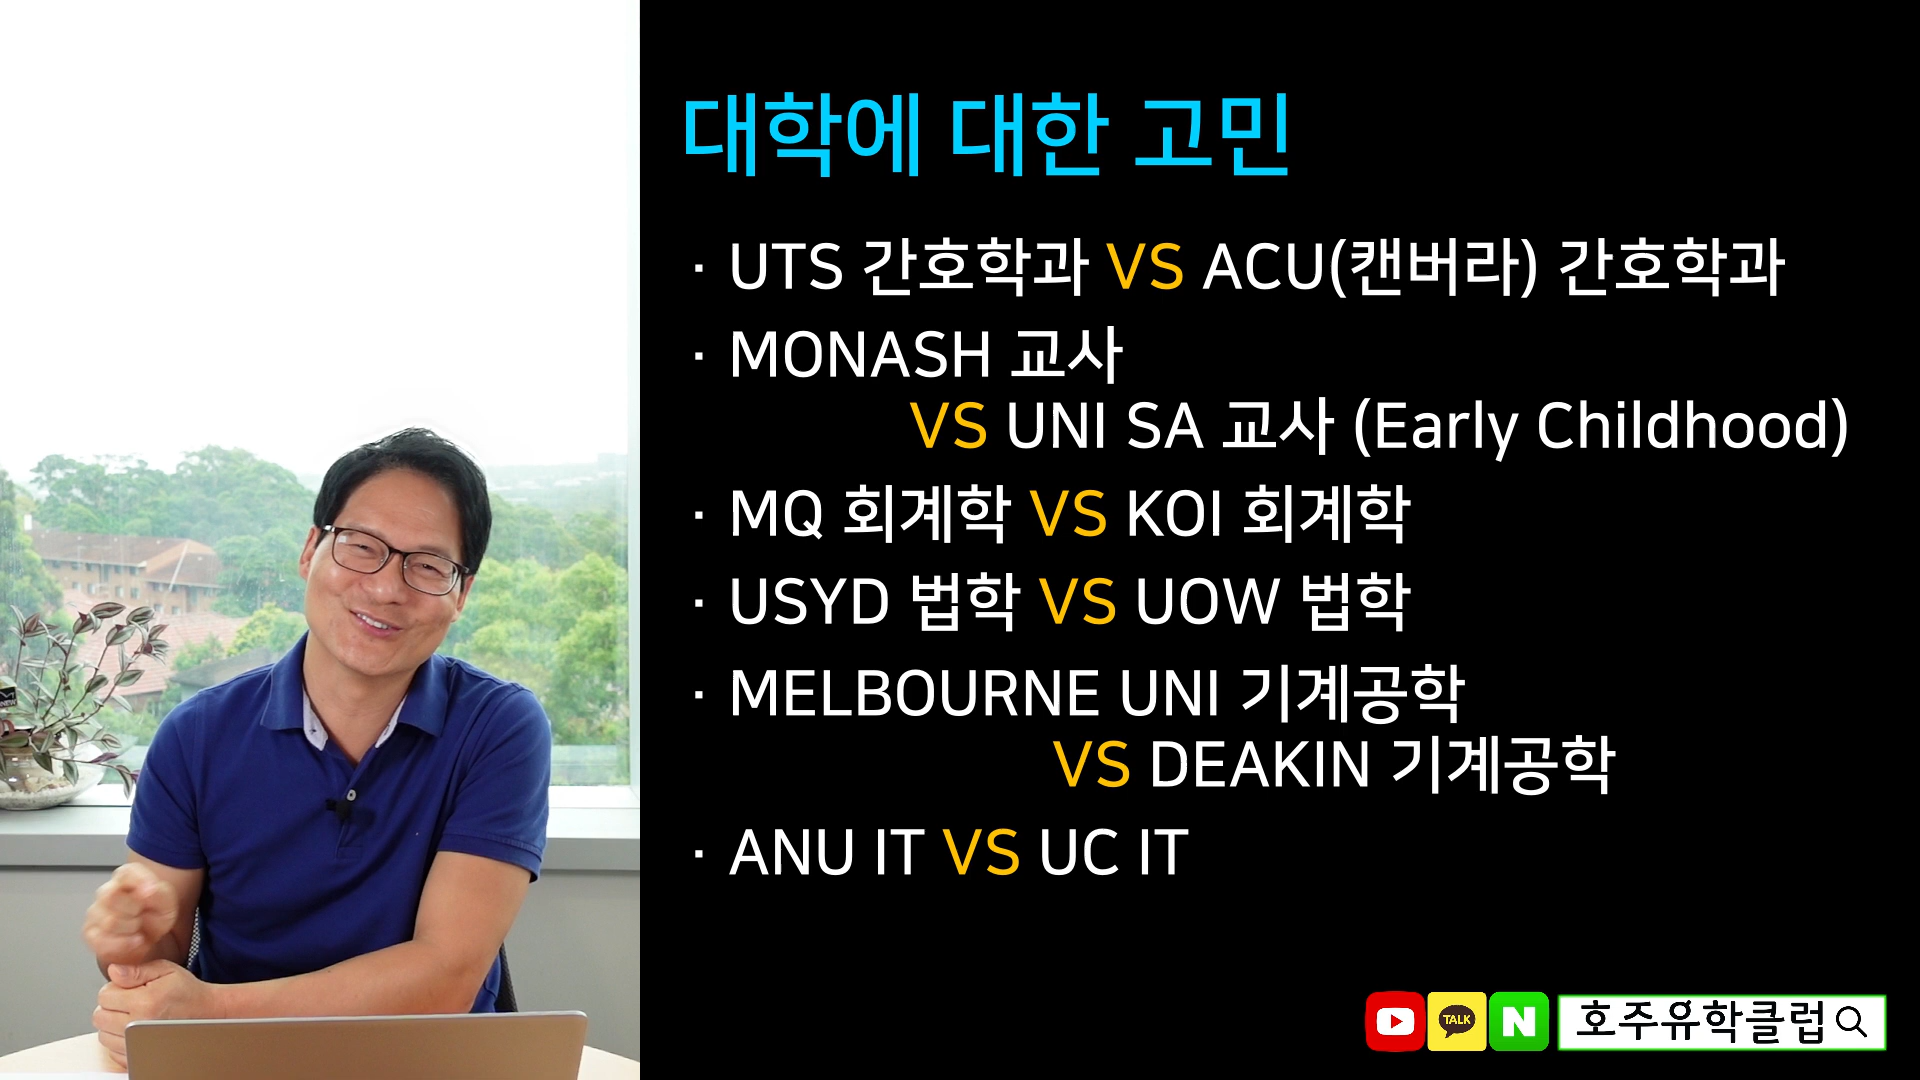 대학에 대한 고민
· UTS 간호학과 VS ACU(캔버라) 간호학과
· MONASH 교사
VS UNI SA 교사 (Early Childhood)
· MQ 회계학 VS KOI 회계학
· USYD 법학 VS UOW 법학
· MELBOURNE UNI 기계공학
VS DEAKIN 기계공학
· ANU IT VS UC IT
TALK N 호주유학클럽